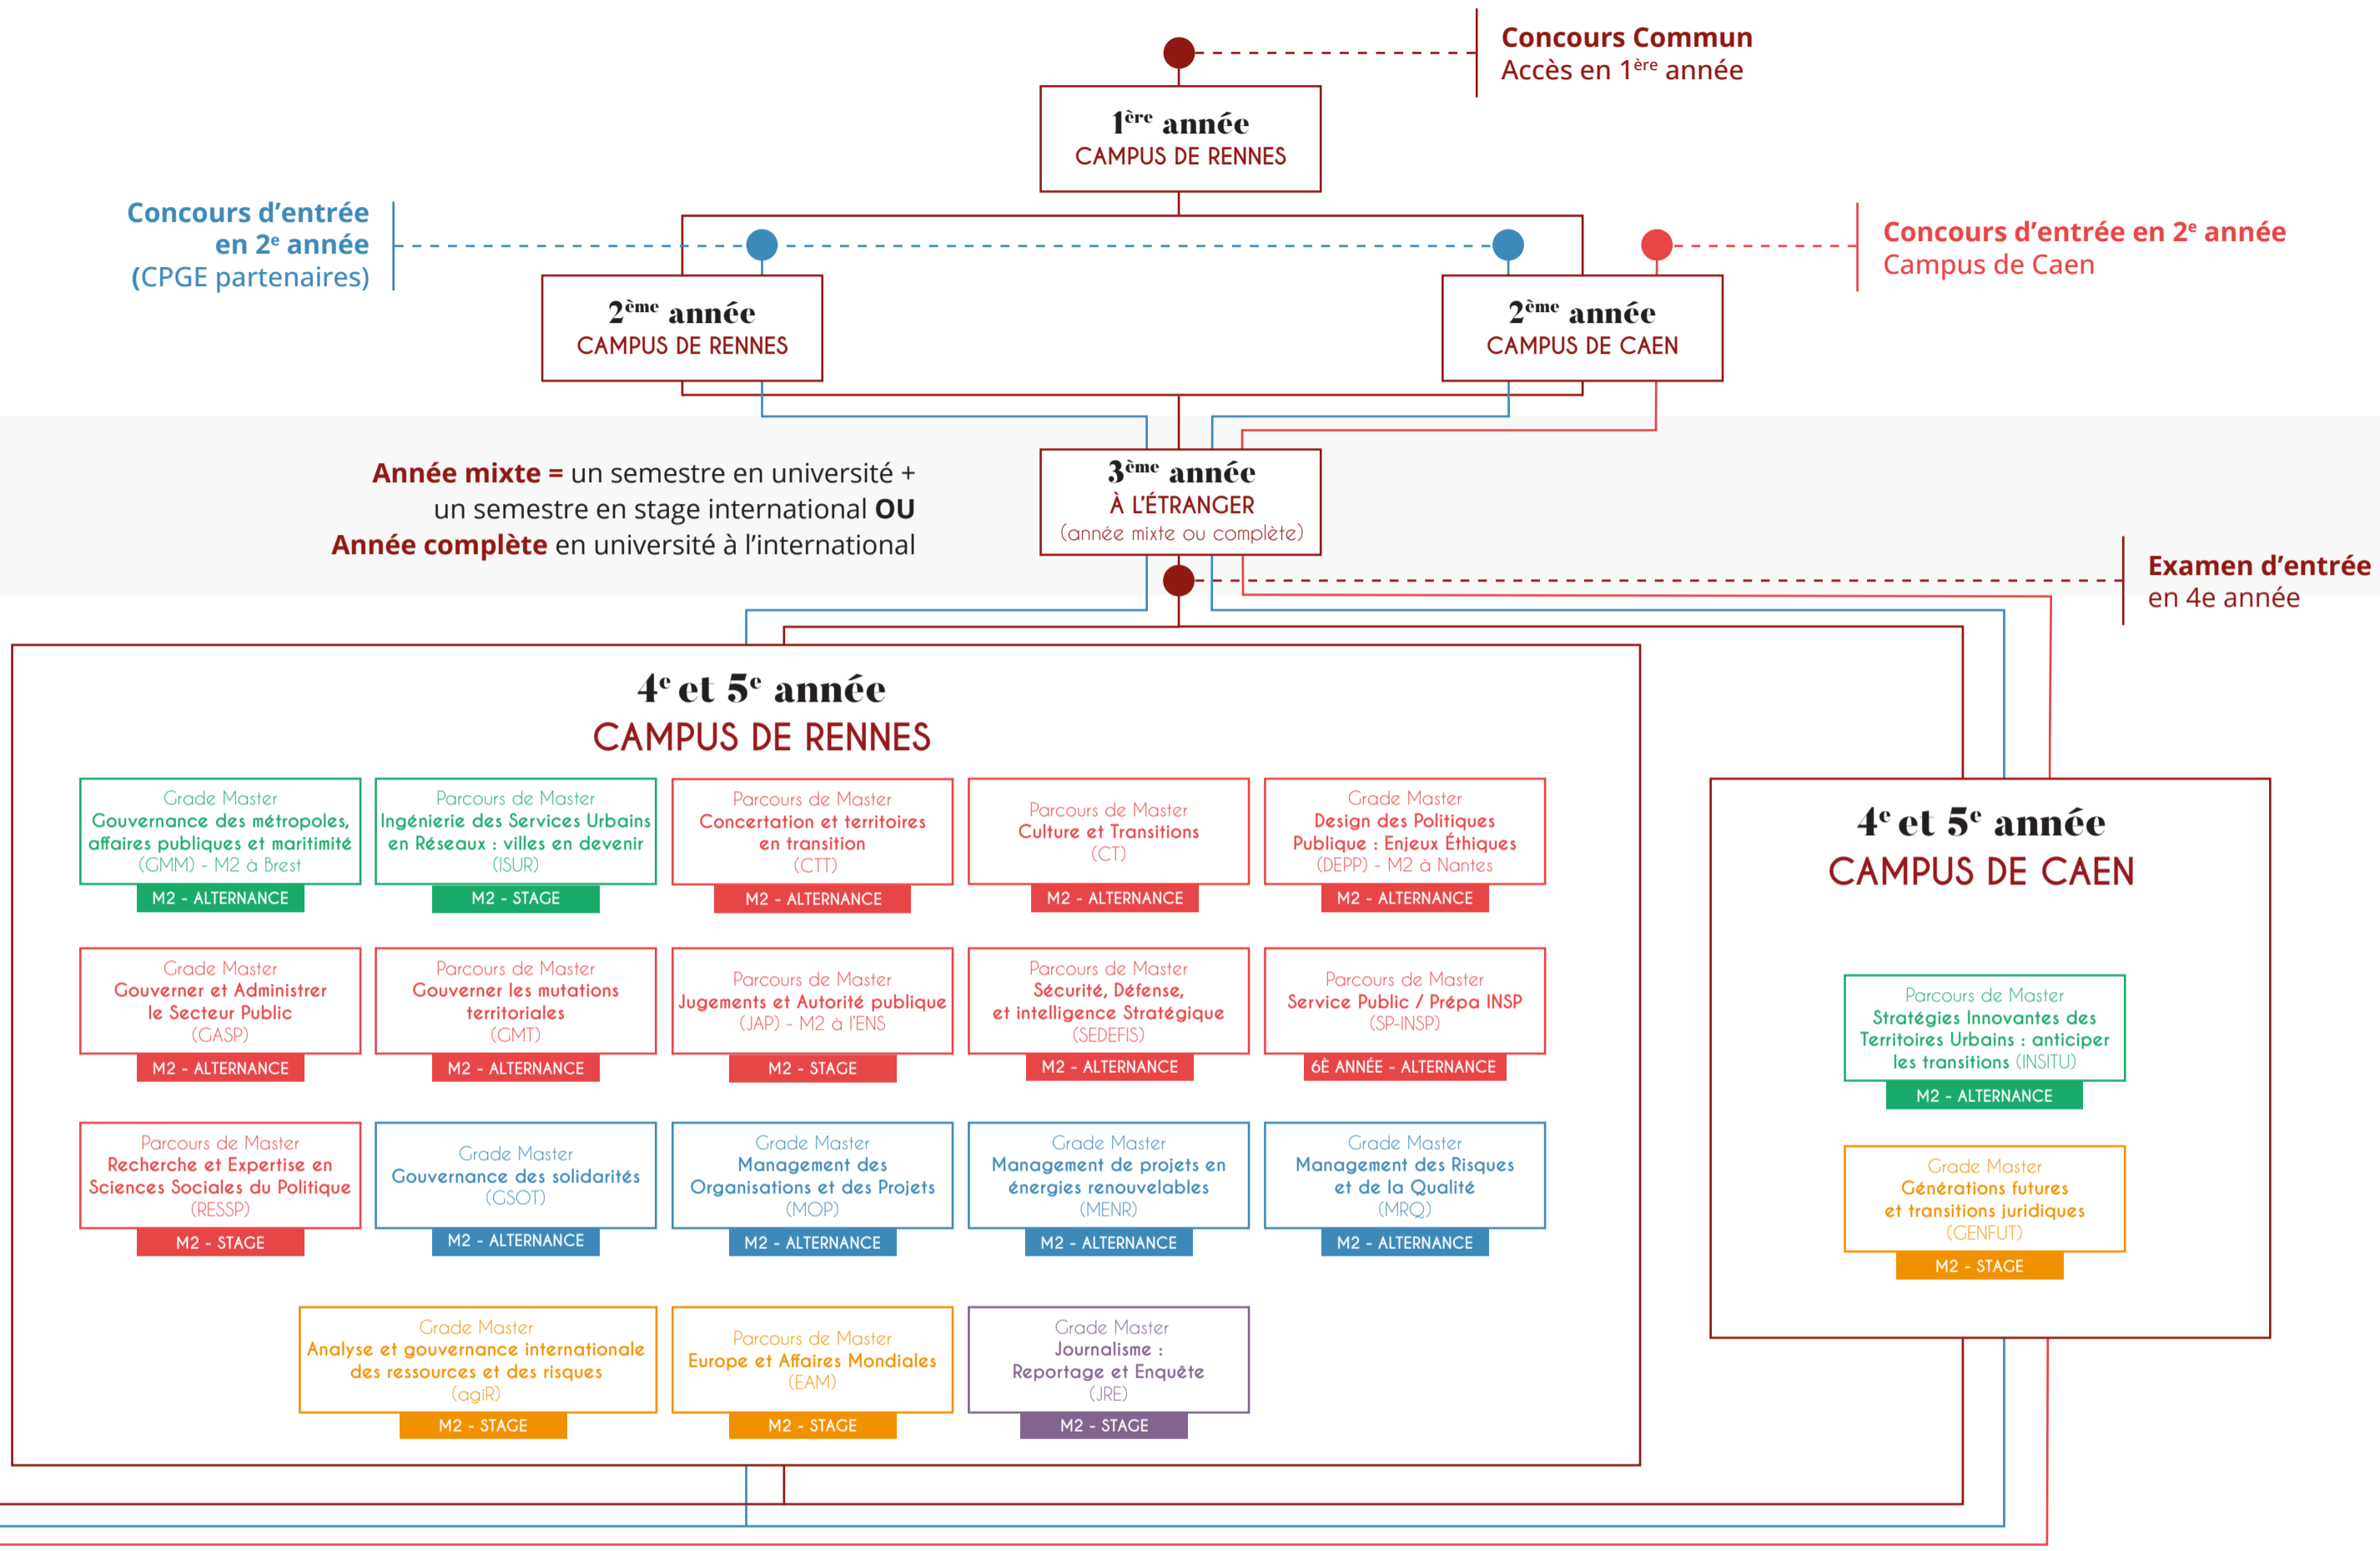 Concours Commun
Accès en 1ère année
1ère année
CAMPUS DE RENNES
Concours d’entrée
en 2e année
(CPGE partenaires)
Concours d’entrée en 2e année
Campus de Caen
2ème année
CAMPUS DE RENNES
2ème année
CAMPUS DE CAEN
Année mixte = un semestre en université +
un semestre en stage international OU
Année complète en université à l’international
3ème année
À L’ÉTRANGER
(année mixte ou complète)
Examen d’entrée
en 4e année
4e et 5e année
CAMPUS DE RENNES
Grade Master
Gouvernance des métropoles,
affaires publiques et maritimité
(GMM) - M2 à Brest
M2 - ALTERNANCE
Parcours de Master
Ingénierie des Services Urbains
en Réseaux : villes en devenir
(ISUR)
M2 - STAGE
Parcours de Master
Concertation et territoires
en transition
(CTT)
M2 - ALTERNANCE
Parcours de Master
Culture et Transitions
(CT)
M2 - ALTERNANCE
Grade Master
Design des Politiques
Publique : Enjeux Éthiques
(DEPP) - M2 à Nantes
M2 - ALTERNANCE
Grade Master
Gouverner et Administrer
le Secteur Public
(GASP)
M2 - ALTERNANCE
Parcours de Master
Gouverner les mutations
territoriales
(GMT)
M2 - ALTERNANCE
Parcours de Master
Jugements et Autorité publique
(JAP) - M2 à l’ENS
M2 - STAGE
Parcours de Master
Sécurité, Défense,
et intelligence Stratégique
(SEDEFIS)
M2 - ALTERNANCE
Parcours de Master
Service Public / Prépa INSP
(SP-INSP)
6È ANNÉE - ALTERNANCE
Parcours de Master
Recherche et Expertise en
Sciences Sociales du Politique
(RESSP)
M2 - STAGE
Grade Master
Gouvernance des solidarités
(GSOT)
M2 - ALTERNANCE
Grade Master
Management des
Organisations et des Projets
(MOP)
M2 - ALTERNANCE
Grade Master
Management de projets en
énergies renouvelables
(MENR)
M2 - ALTERNANCE
Grade Master
Management des Risques
et de la Qualité
(MRQ)
M2 - ALTERNANCE
Grade Master
Analyse et gouvernance internationale
des ressources et des risques
(agiR)
M2 - STAGE
Parcours de Master
Europe et Affaires Mondiales
(EAM)
M2 - STAGE
Grade Master
Journalisme :
Reportage et Enquête
(JRE)
M2 - STAGE
4e et 5e année
CAMPUS DE CAEN
Parcours de Master
Stratégies Innovantes des
Territoires Urbains : anticiper
les transitions (INSITU)
M2 - ALTERNANCE
Grade Master
Générations futures
et transitions juridiques
(GENFUT)
M2 - STAGE